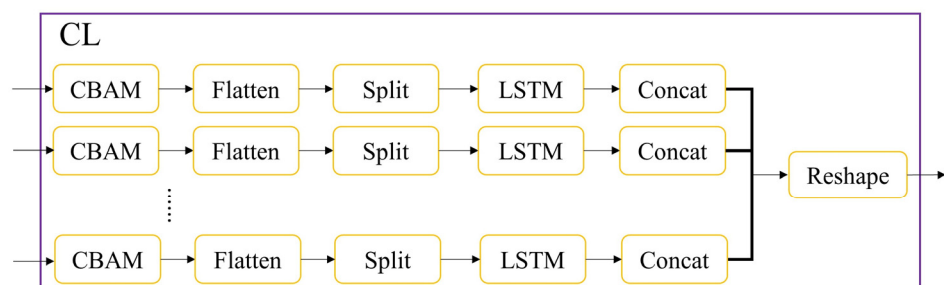 CL
CBAM Flatten Split LSTM Concat
CBAM Flatten Split LSTM Concat
Reshape
CBAM Flatten Split LSTM Concat